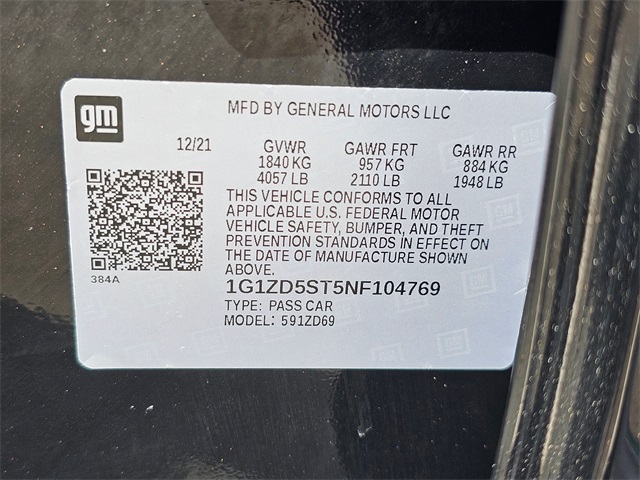 gm
MFD BY GENERAL MOTORS LLC
12/21 GVWR GAWR FRT GAWR RR
1840 KG 957 KG 884 KG
4057 LB 2110 LB 1948 LB
THIS VEHICLE CONFORMS TO ALL
APPLICABLE U.S. FEDERAL MOTOR
VEHICLE SAFETY, BUMPER, AND THEFT
PREVENTION STANDARDS IN EFFECT ON
THE DATE OF MANUFACTURE SHOWN
ABOVE.
384A
1G1ZD5ST5NF104769
TYPE: PASS CAR
MODEL: 591ZD69